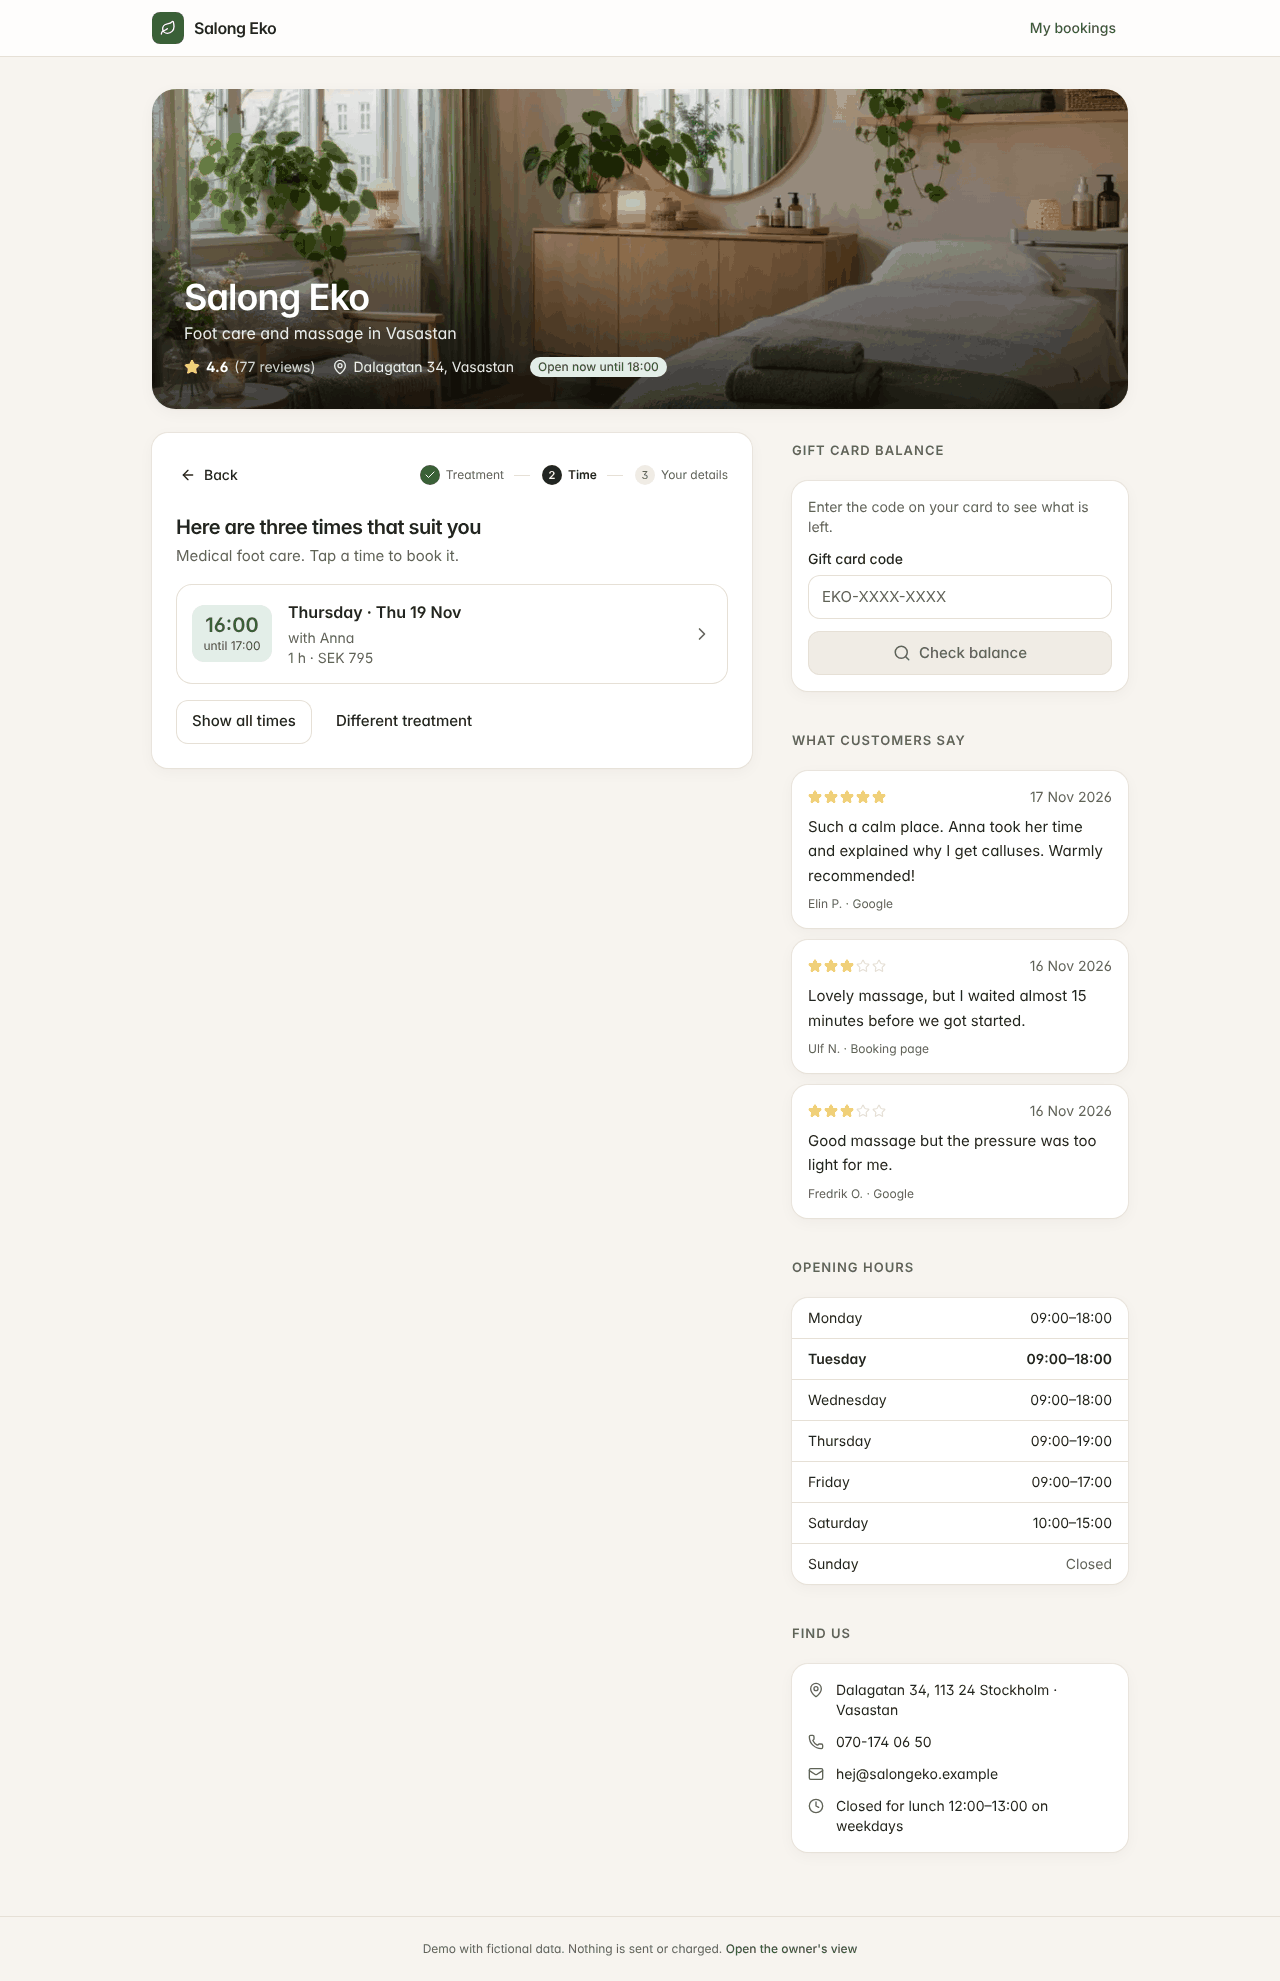 Salong Eko
My bookings
Salong Eko
Foot care and massage in Vasastan
4.6 (77 reviews) Dalagatan 34, Vasastan Open now until 18:00
Back
Treatment
2 Time
3 Your details
Here are three times that suit you
Medical foot care. Tap a time to book it.
16:00
until 17:00
Thursday · Thu 19 Nov
with Anna
1 h · SEK 795
Show all times
Different treatment
GIFT CARD BALANCE
Enter the code on your card to see what is
left.
Gift card code
EKO-XXXX-XXXX
Check balance
WHAT CUSTOMERS SAY
17 Nov 2026
Such a calm place. Anna took her time
and explained why I get calluses. Warmly
recommended!
Elin P. · Google
16 Nov 2026
Lovely massage, but I waited almost 15
minutes before we got started.
Ulf N. · Booking page
16 Nov 2026
Good massage but the pressure was too
light for me.
Fredrik O. · Google
OPENING HOURS
Monday 09:00–18:00
Tuesday 09:00–18:00
Wednesday 09:00–18:00
Thursday 09:00–19:00
Friday 09:00–17:00
Saturday 10:00–15:00
Sunday Closed
FIND US
Dalagatan 34, 113 24 Stockholm ·
Vasastan
070-174 06 50
hej@salongeko.example
Closed for lunch 12:00–13:00 on
weekdays
Demo with fictional data. Nothing is sent or charged. Open the owner's view